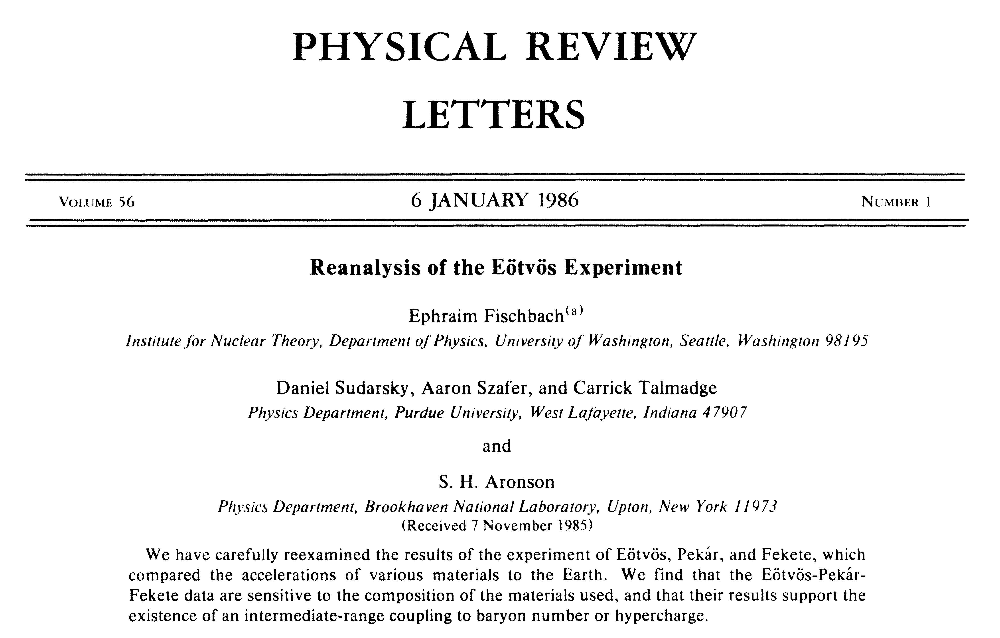 PHYSICAL REVIEW
LETTERS
VOLUME 56 6 JANUARY 1986 NUMBER 1
Reanalysis of the Eötvös Experiment
Ephraim Fischbach(a)
Institute for Nuclear Theory, Department of Physics, University of Washington, Seattle, Washington 98195
Daniel Sudarsky, Aaron Szafer, and Carrick Talmadge
Physics Department, Purdue University, West Lafayette, Indiana 47907
and
S. H. Aronson
Physics Department, Brookhaven National Laboratory, Upton, New York 11973
(Received 7 November 1985)
We have carefully reexamined the results of the experiment of Eötvös, Pekár, and Fekete, which
compared the accelerations of various materials to the Earth. We find that the Eötvös-Pekár-
Fekete data are sensitive to the composition of the materials used, and that their results support the
existence of an intermediate-range coupling to baryon number or hypercharge.